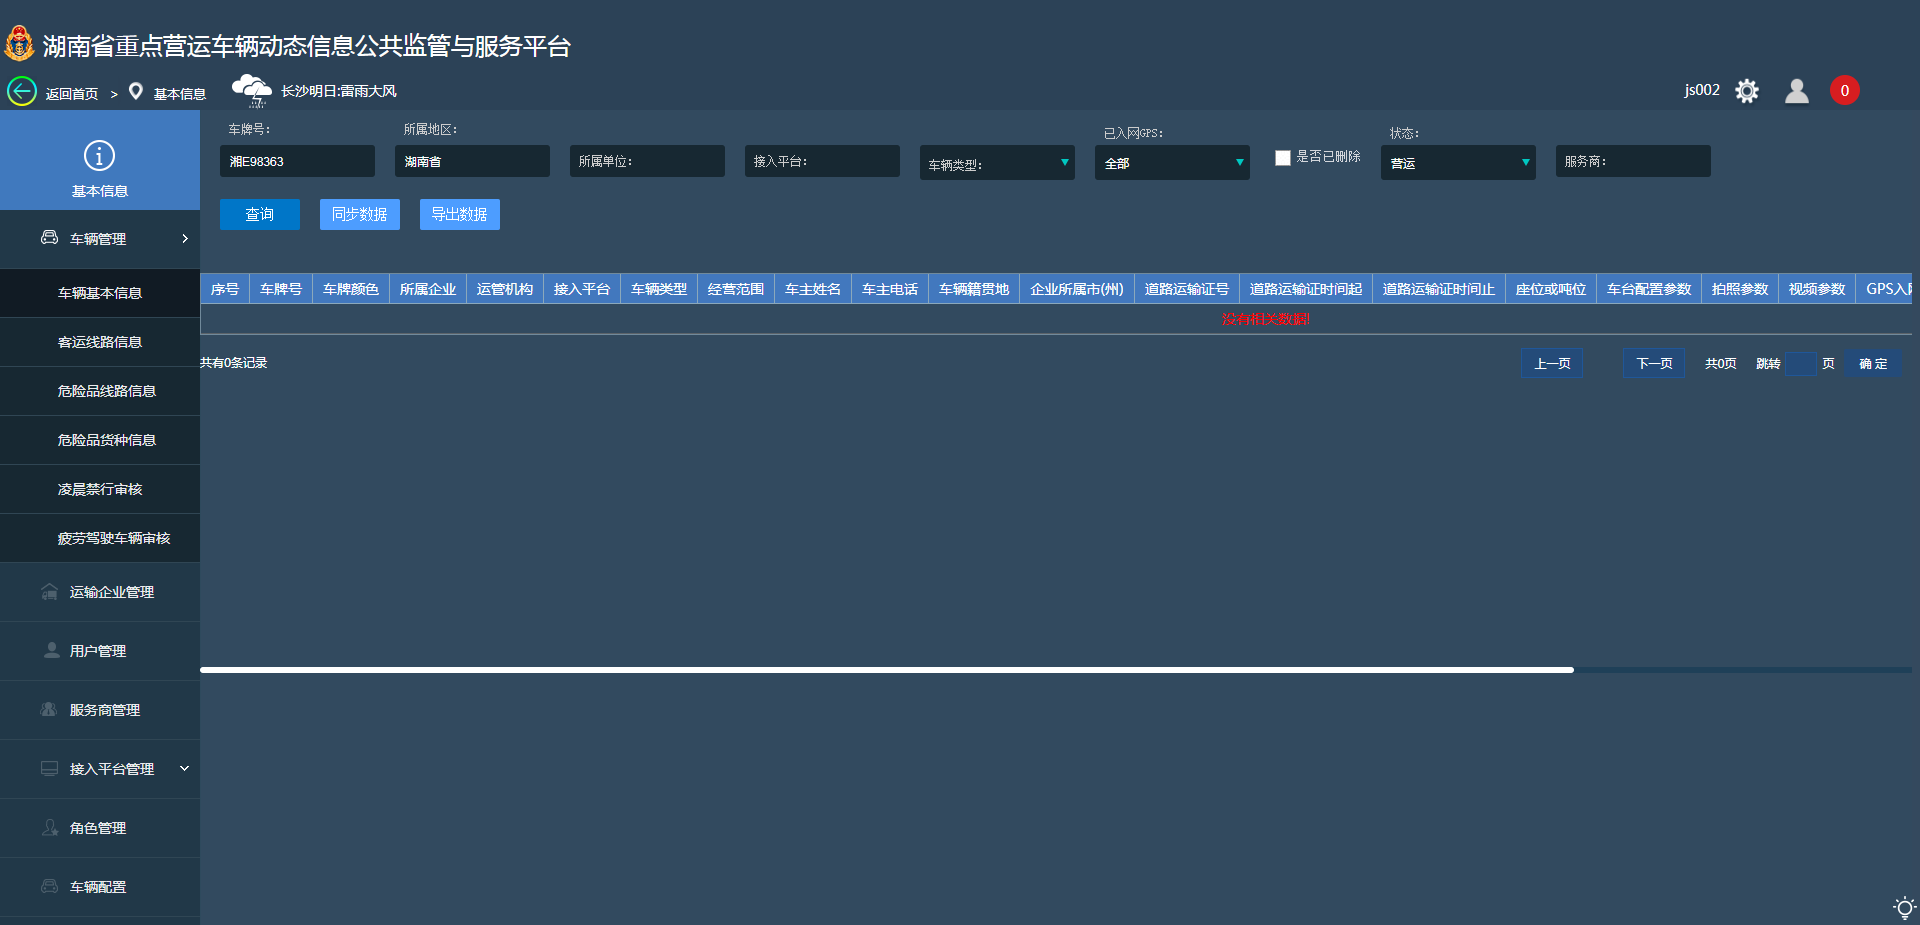 湖南省重点营运车辆动态信息公共监管与服务平台
返回首页 > 基本信息 长沙明日:雷雨大风 js002 0
基本信息
车辆管理
车辆基本信息
客运线路信息
危险品线路信息
危险品货种信息
凌晨禁行审核
疲劳驾驶车辆审核
运输企业管理
用户管理
服务商管理
接入平台管理
角色管理
车辆配置
车牌号: 所属地区: 已入网GPS: 状态:
湘E98363 湖南省 所属单位: 接入平台: 车辆类型: 全部 是否已删除 营运 服务商:
查询 同步数据 导出数据
序号 车牌号 车牌颜色 所属企业 运管机构 接入平台 车辆类型 经营范围 车主姓名 车主电话 车辆籍贯地 企业所属市(州) 道路运输证号 道路运输证时间起 道路运输证时间止 座位或吨位 车台配置参数 拍照参数 视频参数 GPS入
没有相关数据!
共有0条记录 上一页 下一页 共0页 跳转 页 确 定